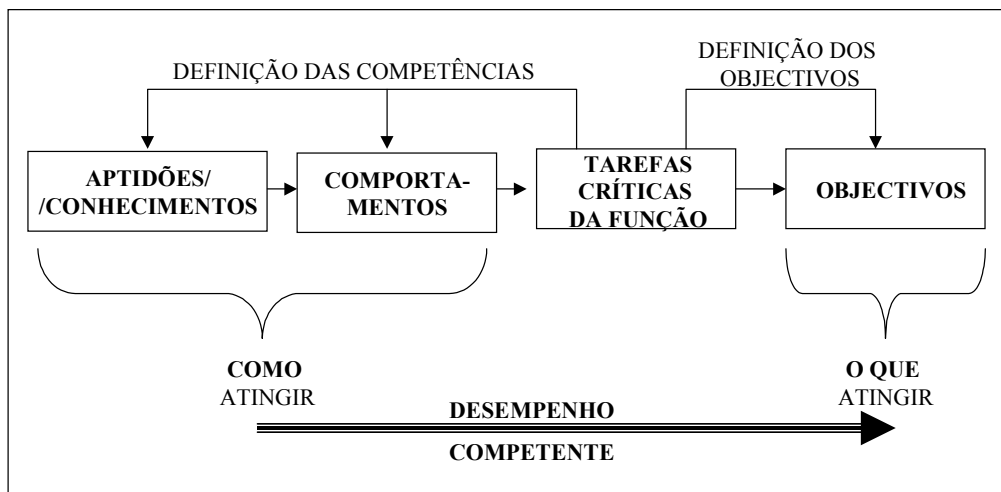 DEFINIÇÃO DAS COMPETÊNCIAS
DEFINIÇÃO DOS
OBJECTIVOS
APTIDÕES/
/CONHECIMENTOS
COMPORTA-
MENTOS
TAREFAS
CRÍTICAS
DA FUNÇÃO
OBJECTIVOS
COMO
ATINGIR
O QUE
ATINGIR
DESEMPENHO
COMPETENTE